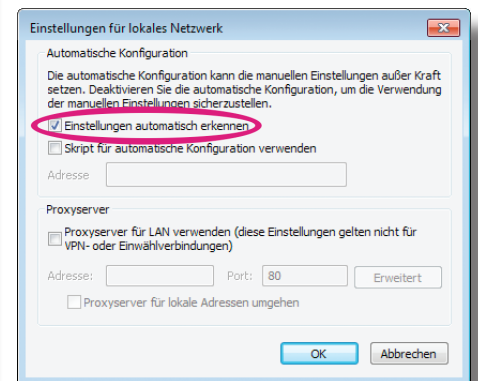 Einstellungen für lokales Netzwerk
Automatische Konfiguration
Die automatische Konfiguration kann die manuellen Einstellungen außer Kraft
setzen. Deaktivieren Sie die automatische Konfiguration, um die Verwendung
der manuellen Einstellungen sicherzustellen.
Einstellungen automatisch erkennen
Skript für automatische Konfiguration verwenden
Adresse
Proxyserver
Proxyserver für LAN verwenden (diese Einstellungen gelten nicht für
VPN- oder Einwählverbindungen)
Adresse: Port: 80 Erweitert
Proxyserver für lokale Adressen umgehen
OK Abbrechen